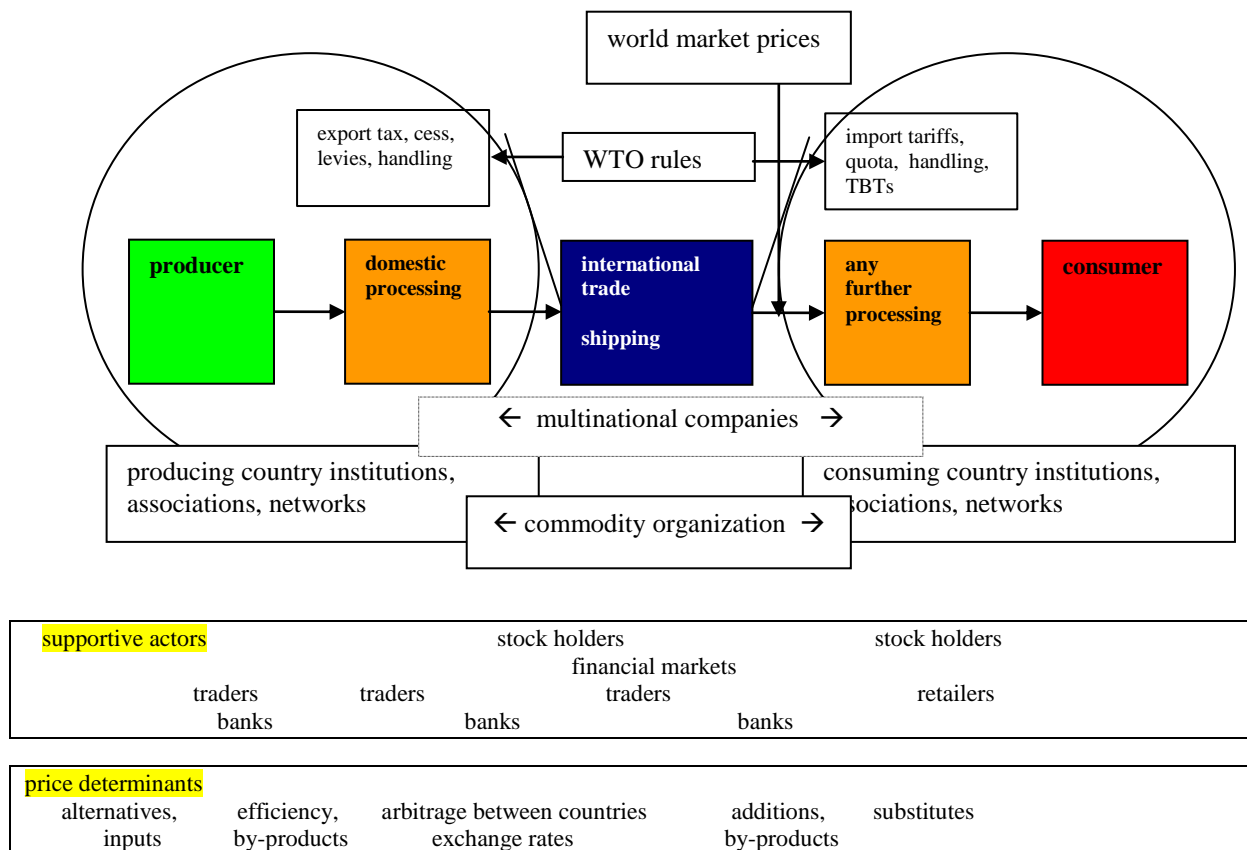 world market prices
export tax, cess,
levies, handling
WTO rules
import tariffs,
quota, handling,
TBTs
producer
domestic
processing
international
trade
shipping
any
further
processing
consumer
← multinational companies →
producing country institutions,
associations, networks
consuming country institutions,
sociations, networks
← commodity organization →
supportive actors stock holders stock holders
financial markets
traders traders traders retailers
banks banks banks
price determinants
alternatives, efficiency, arbitrage between countries additions, substitutes
inputs by-products exchange rates by-products